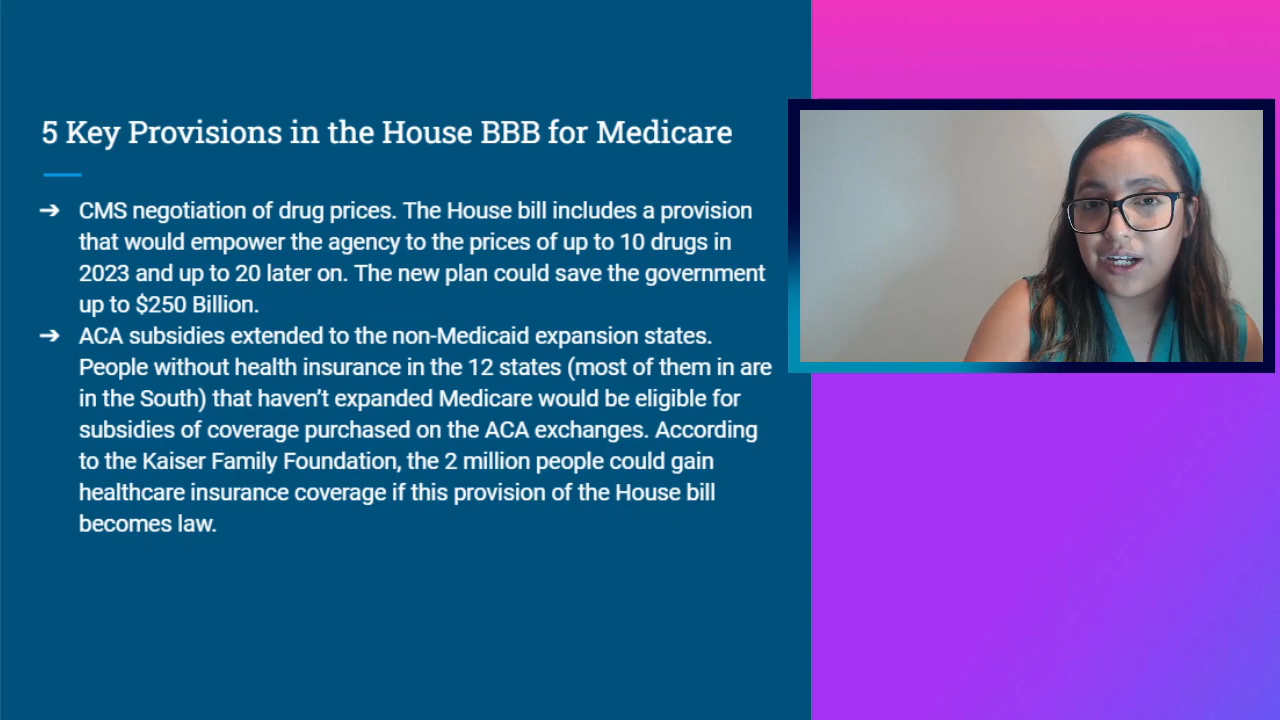 5 Key Provisions in the House BBB for Medicare
➔ CMS negotiation of drug prices. The House bill includes a provision
that would empower the agency to the prices of up to 10 drugs in
2023 and up to 20 later on. The new plan could save the government
up to $250 Billion.
➔ ACA subsidies extended to the non-Medicaid expansion states.
People without health insurance in the 12 states (most of them in are
in the South) that haven’t expanded Medicare would be eligible for
subsidies of coverage purchased on the ACA exchanges. According
to the Kaiser Family Foundation, the 2 million people could gain
healthcare insurance coverage if this provision of the House bill
becomes law.